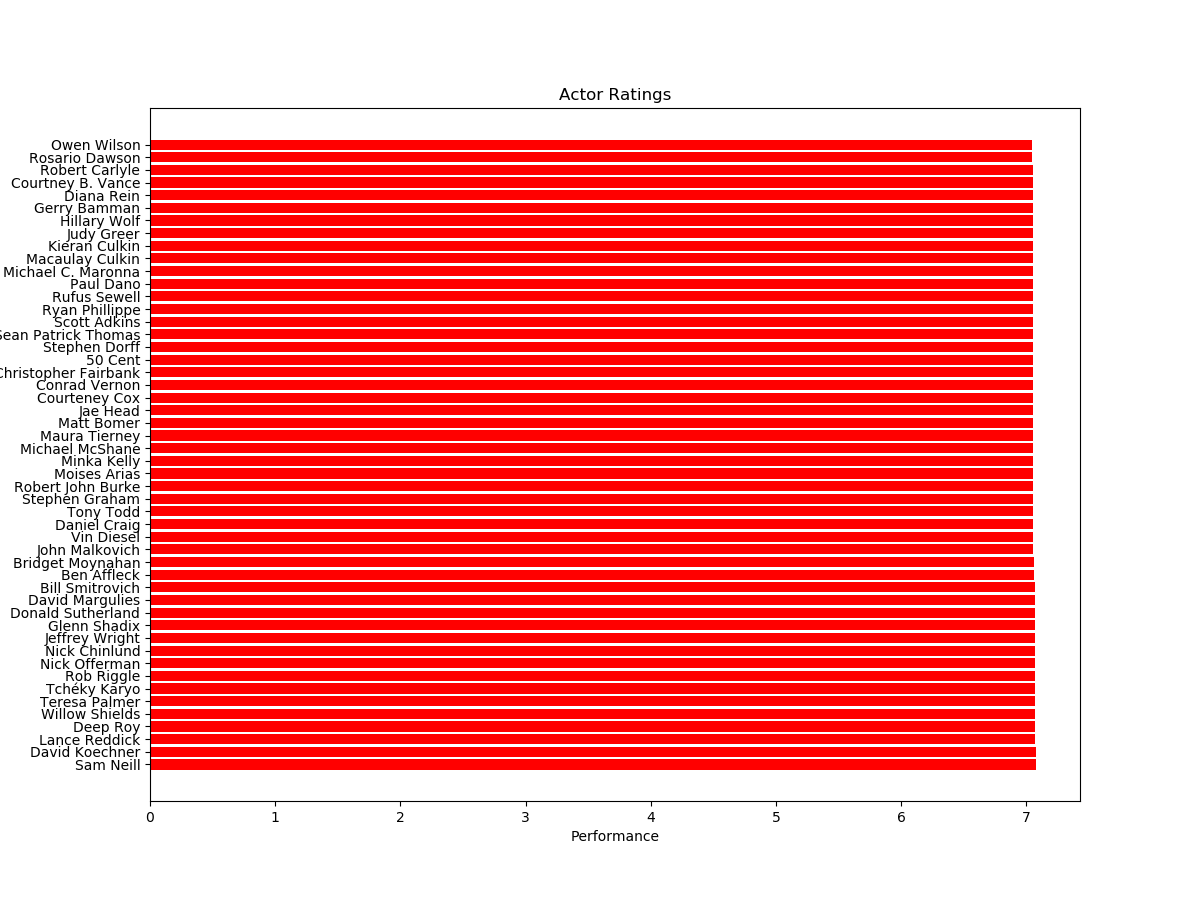 Actor Ratings
Owen Wilson
Rosario Dawson
Robert Carlyle
Courtney B. Vance
Diana Rein
Gerry Bamman
Hillary Wolf
Judy Greer
Kieran Culkin
Macaulay Culkin
Michael C. Maronna
Paul Dano
Rufus Sewell
Ryan Phillippe
Scott Adkins
Sean Patrick Thomas
Stephen Dorff
50 Cent
Christopher Fairbank
Conrad Vernon
Courteney Cox
Jae Head
Matt Bomer
Maura Tierney
Michael McShane
Minka Kelly
Moises Arias
Robert John Burke
Stephen Graham
Tony Todd
Daniel Craig
Vin Diesel
John Malkovich
Bridget Moynahan
Ben Affleck
Bill Smitrovich
David Margulies
Donald Sutherland
Glenn Shadix
Jeffrey Wright
Nick Chinlund
Nick Offerman
Rob Riggle
Tchéky Karyo
Teresa Palmer
Willow Shields
Deep Roy
Lance Reddick
David Koechner
Sam Neill
0 1 2 3 4 5 6 7
Performance